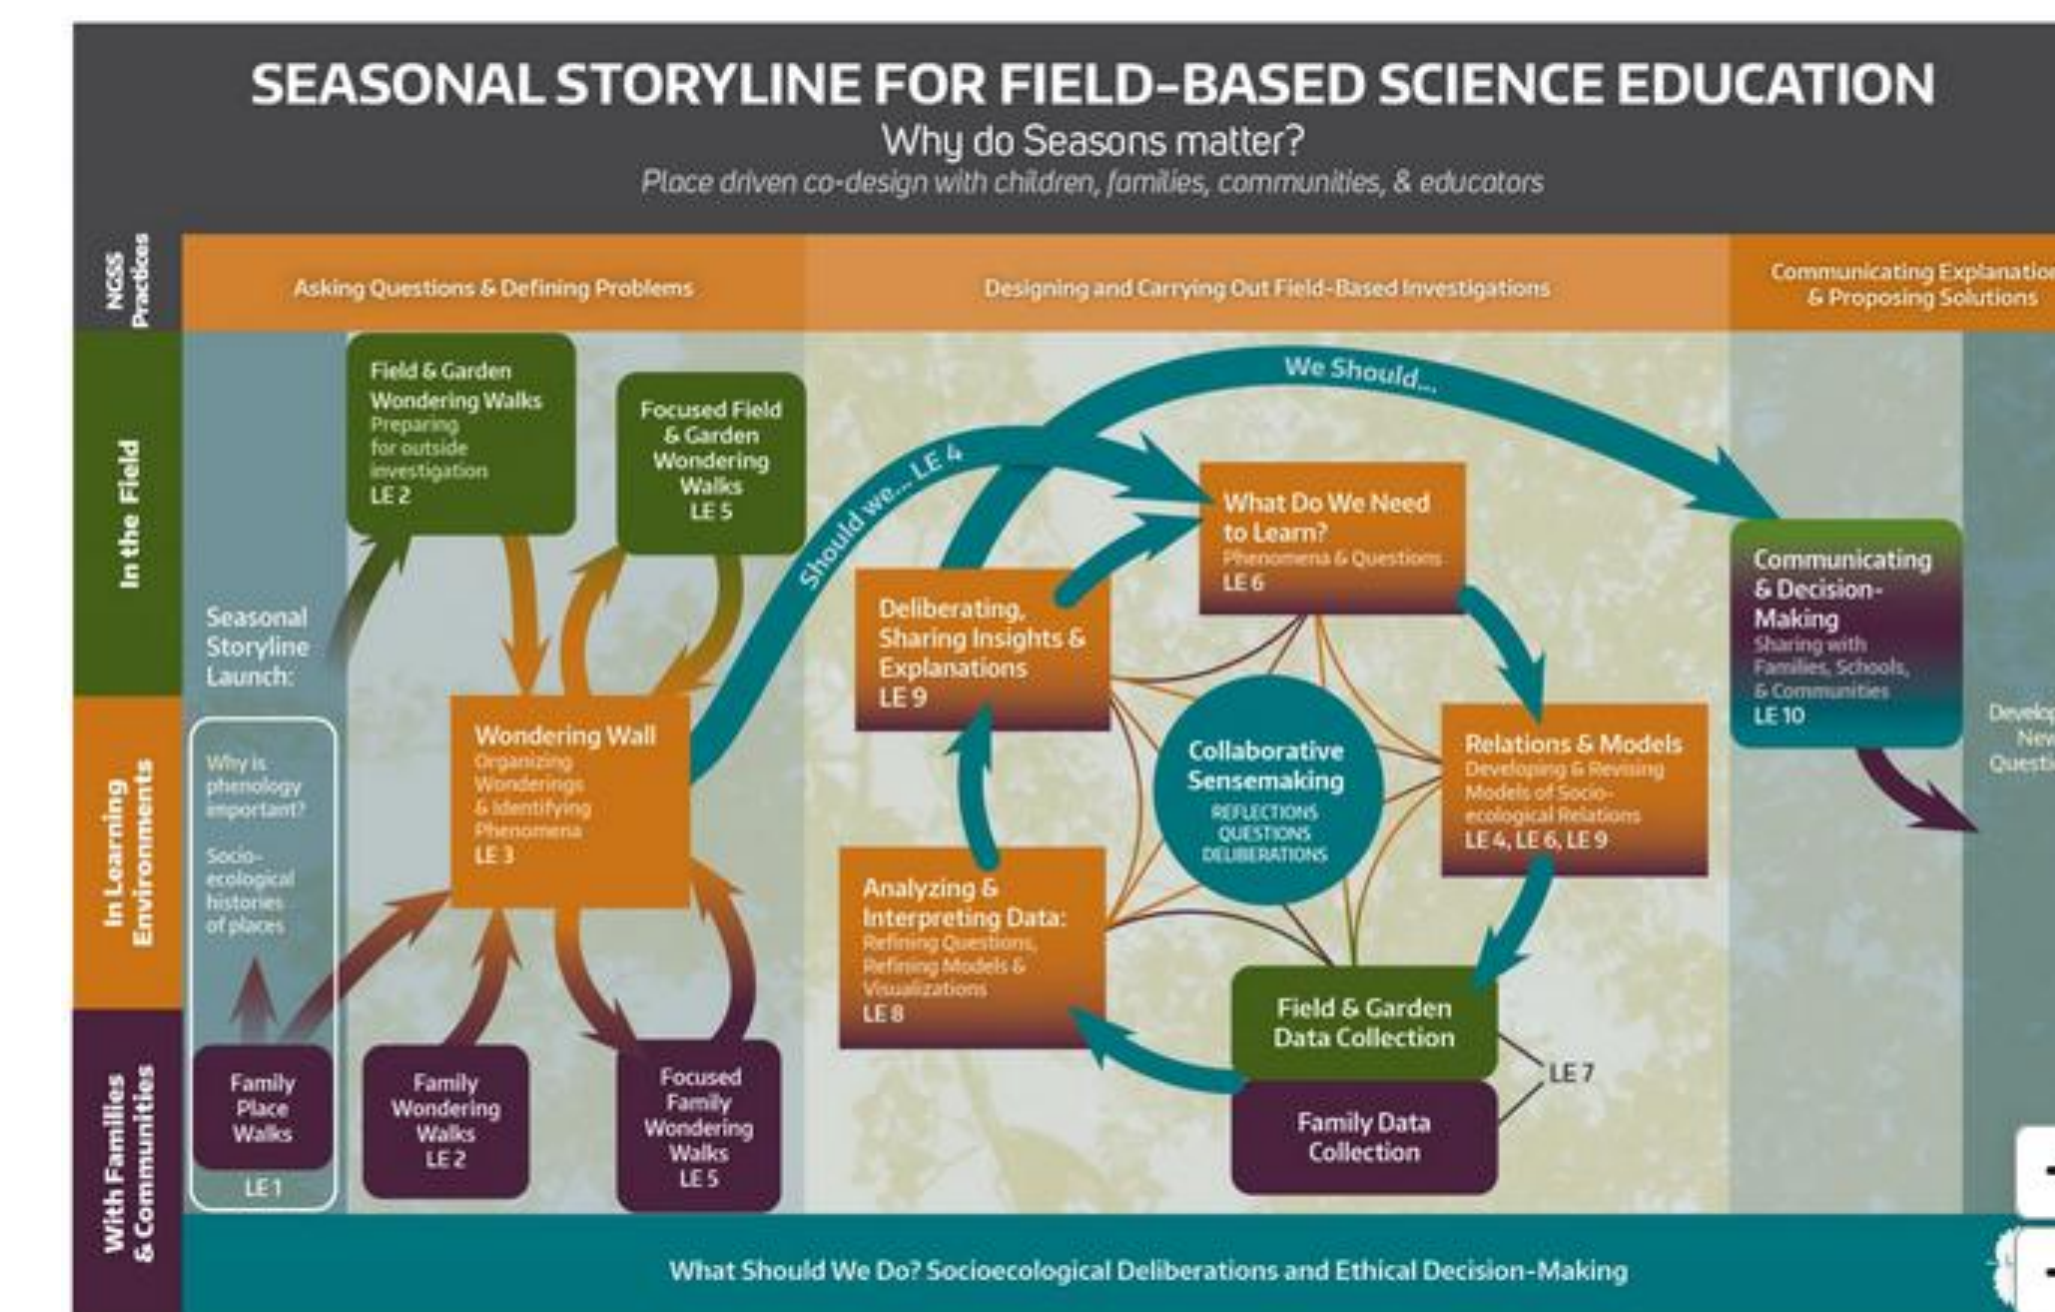 SEASONAL STORYLINE FOR FIELD-BASED SCIENCE EDUCATION
Why do Seasons matter?
Place driven co-design with children, families, communities, & educators
NGSS
Practices
Asking Questions & Defining Problems
Designing and Carrying Out Field-Based Investigations
Communicating Explanation
& Proposing Solutions
In the Field
Field & Garden
Wondering Walks
Preparing
for outside
investigation
LE 2
Focused Field
& Garden
Wondering
Walks
LE 5
Should we... LE 4
We Should...
What Do We Need
to Learn?
Phenomena & Questions
LE 6
Deliberating,
Sharing Insights &
Explanations
LE 9
Communicating
& Decision-
Making
Sharing with
Families, Schools,
& Communities
LE 10
Seasonal
Storyline
Launch:
In Learning
Environments
Why is
phenology
important?
Socio-
ecological
histories
of places
Wondering Wall
Organizing
Wonderings
& Identifying
Phenomena
LE 3
Collaborative
Sensemaking
REFLECTIONS
QUESTIONS
DELIBERATIONS
Relations & Models
Developing & Revising
Models of Socio-
ecological Relations
LE 4, LE 6, LE 9
Develop
New
Questi
Analyzing &
Interpreting Data:
Refining Questions,
Refining Models &
Visualizations
LE 8
Field & Garden
Data Collection
LE 7
Family Data
Collection
With Families
& Communities
Family
Place
Walks
LE 1
Family
Wondering
Walks
LE 2
Focused
Family
Wondering
Walks
LE 5
What Should We Do? Socioecological Deliberations and Ethical Decision-Making